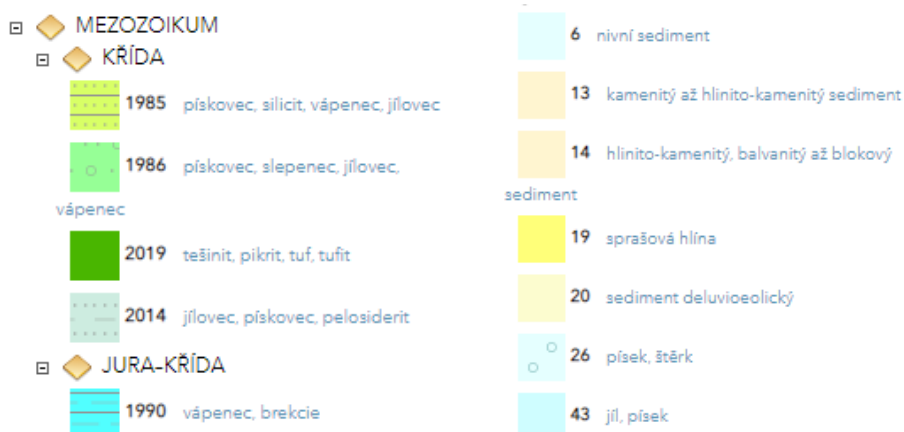 MEZOZOIKUM
KŘÍDA
1985 pískovec, silicit, vápenec, jílovec
1986 pískovec, slepenec, jílovec,
vápenec
2019 tešinit, pikrit, tuf, tufit
2014 jílovec, pískovec, pelosiderit
JURA-KŘÍDA
1990 vápenec, brekcie
6 nivní sediment
13 kamenitý až hlinito-kamenitý sediment
14 hlinito-kamenitý, balvanitý až blokový
sediment
19 sprašová hlína
20 sediment deluvioeolický
26 písek, štěrk
43 jíl, písek